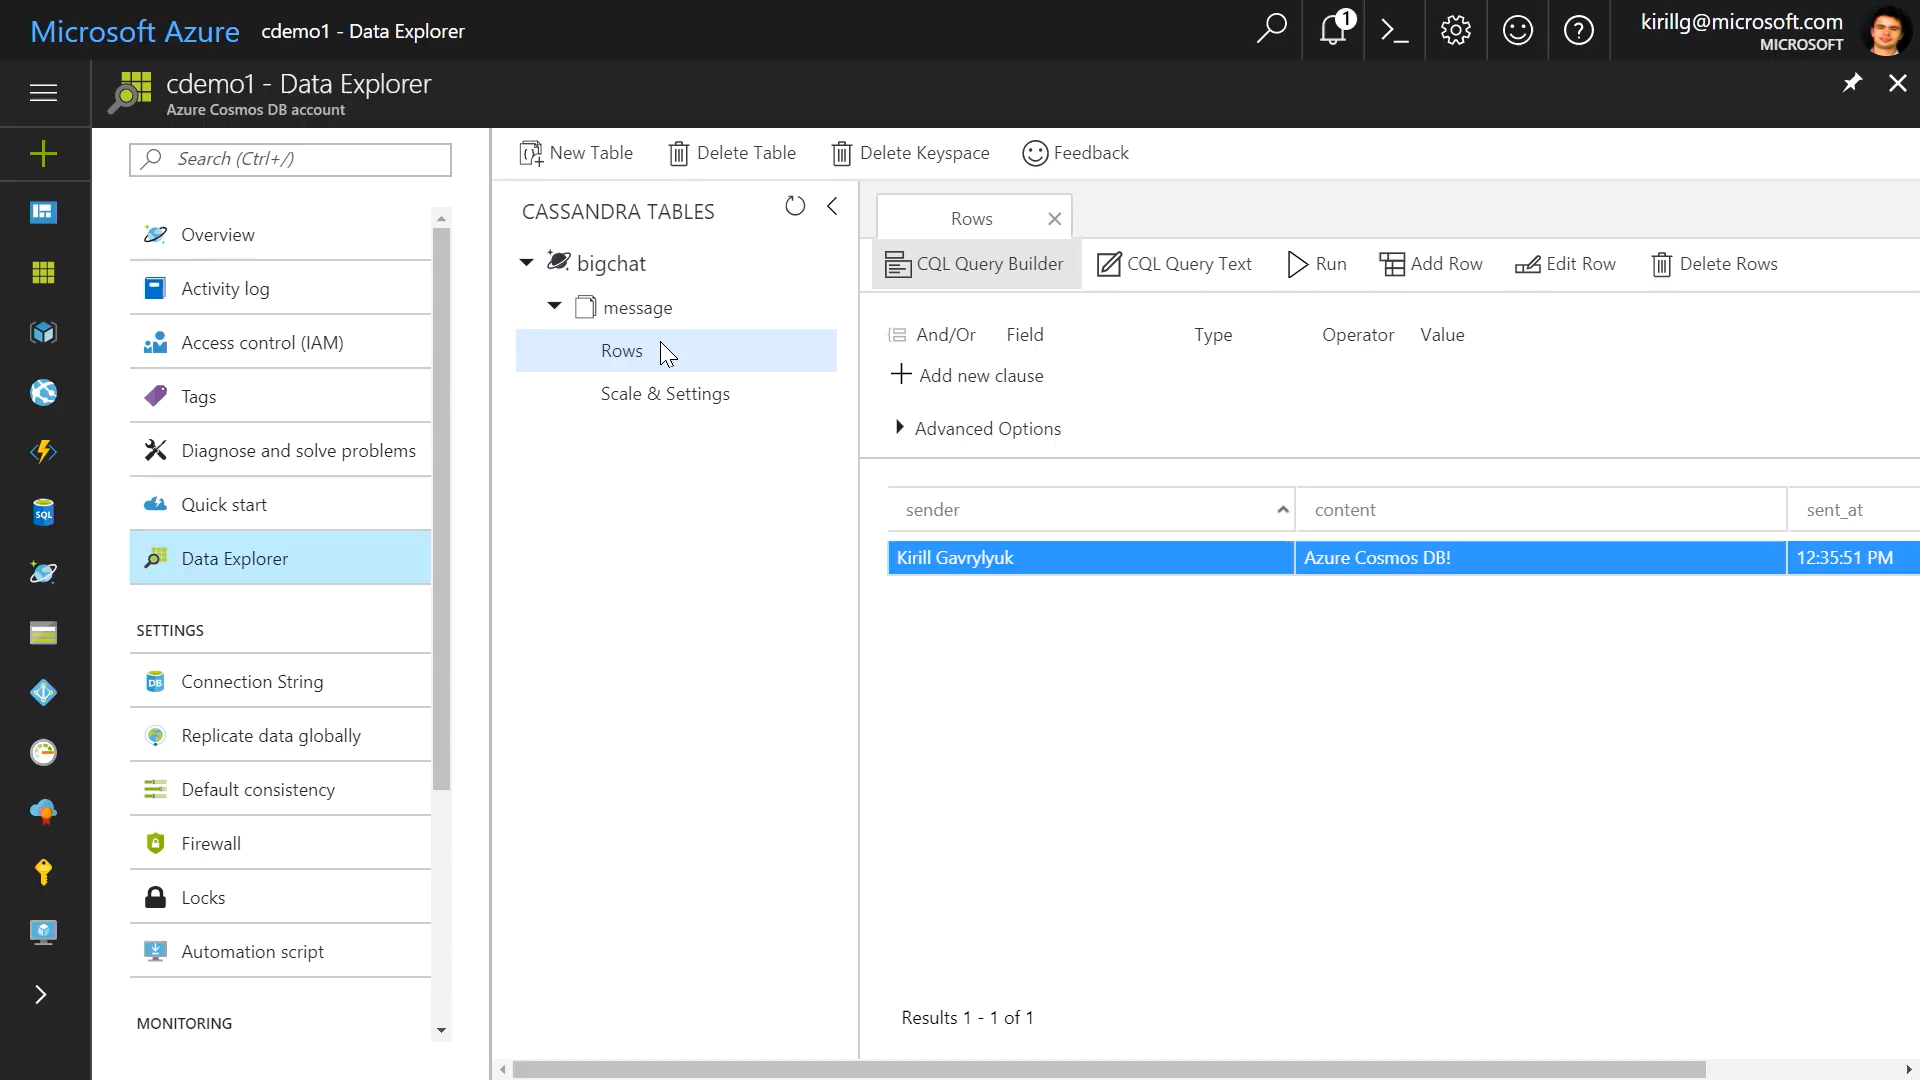 Microsoft Azure cdemo1 - Data Explorer
1
kirillg@microsoft.com
MICROSOFT
cdemo1 - Data Explorer
Azure Cosmos DB account
Search (Ctrl+/)
Overview
Activity log
Access control (IAM)
Tags
Diagnose and solve problems
Quick start
Data Explorer
SETTINGS
Connection String
Replicate data globally
Default consistency
Firewall
Locks
Automation script
MONITORING
SQL
DB
New Table Delete Table Delete Keyspace Feedback
CASSANDRA TABLES
bigchat
message
Rows
Scale & Settings
Rows
CQL Query Builder CQL Query Text Run Add Row Edit Row Delete Rows
And/Or Field Type Operator Value
Add new clause
Advanced Options
sender content sent_at
Kirill Gavrylyuk Azure Cosmos DB! 12:35:51 PM
Results 1 - 1 of 1